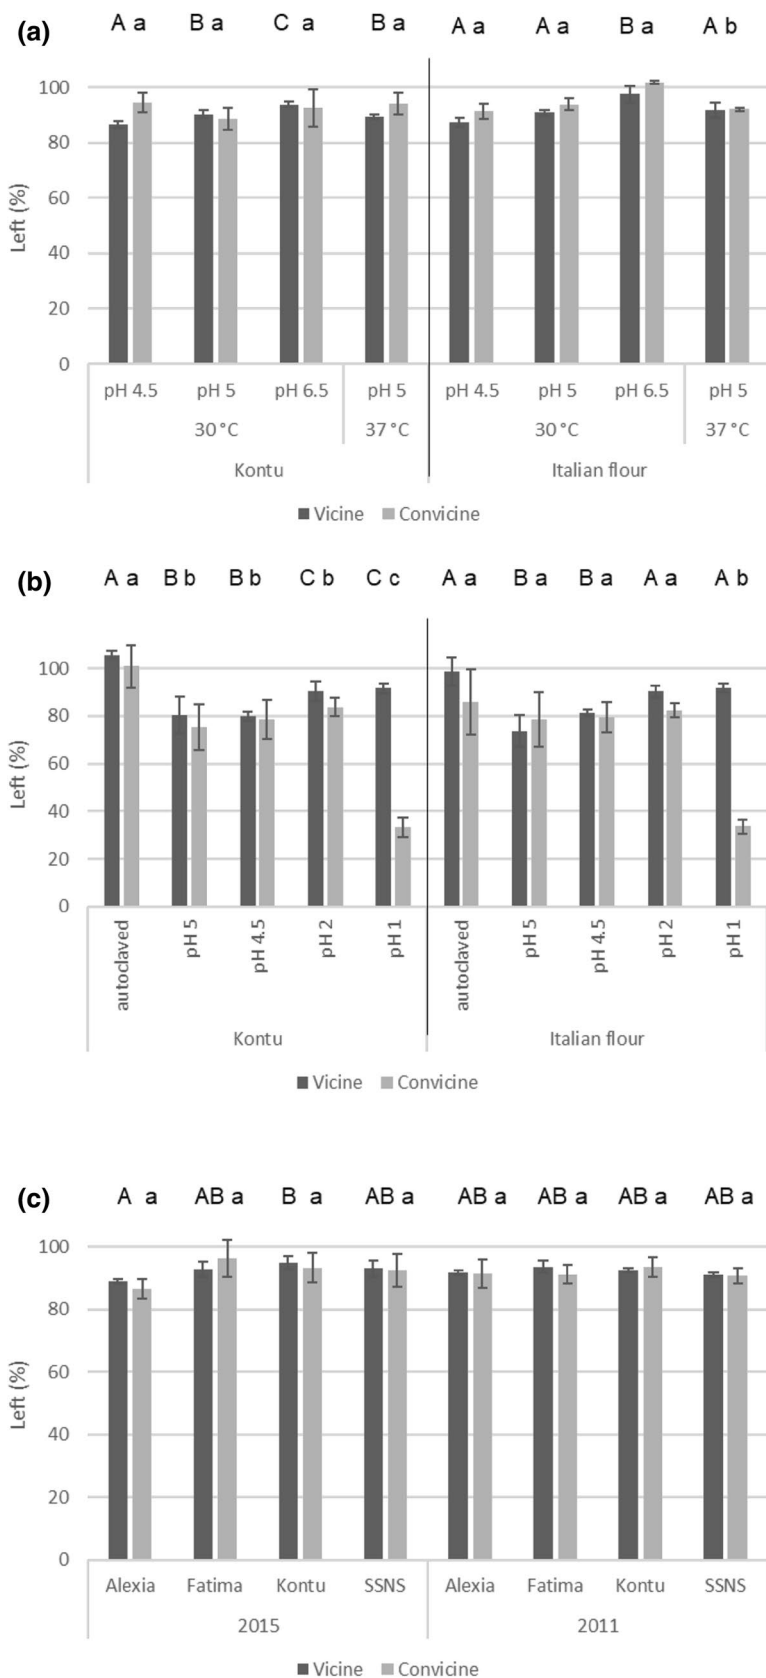 (a)
A a B a C a B a A a A a B a A b
100
80
60
40
20
0
Left (%)
pH 4.5 pH 5 pH 6.5 pH 5 pH 4.5 pH 5 pH 6.5 pH 5
30 °C 37 °C 30 °C 37 °C
Kontu Italian flour
Vicine Convicine
(b)
A a B b B b C b C c A a B a B a A a A b
100
80
60
40
20
0
Left (%)
autoclaved pH 5 pH 4.5 pH 2 pH 1 autoclaved pH 5 pH 4.5 pH 2 pH 1
Kontu Italian flour
Vicine Convicine
(c)
A a AB a B a AB a AB a AB a AB a AB a
100
80
60
40
20
0
Left (%)
Alexia Fatima Kontu SSNS Alexia Fatima Kontu SSNS
2015 2011
Vicine Convicine